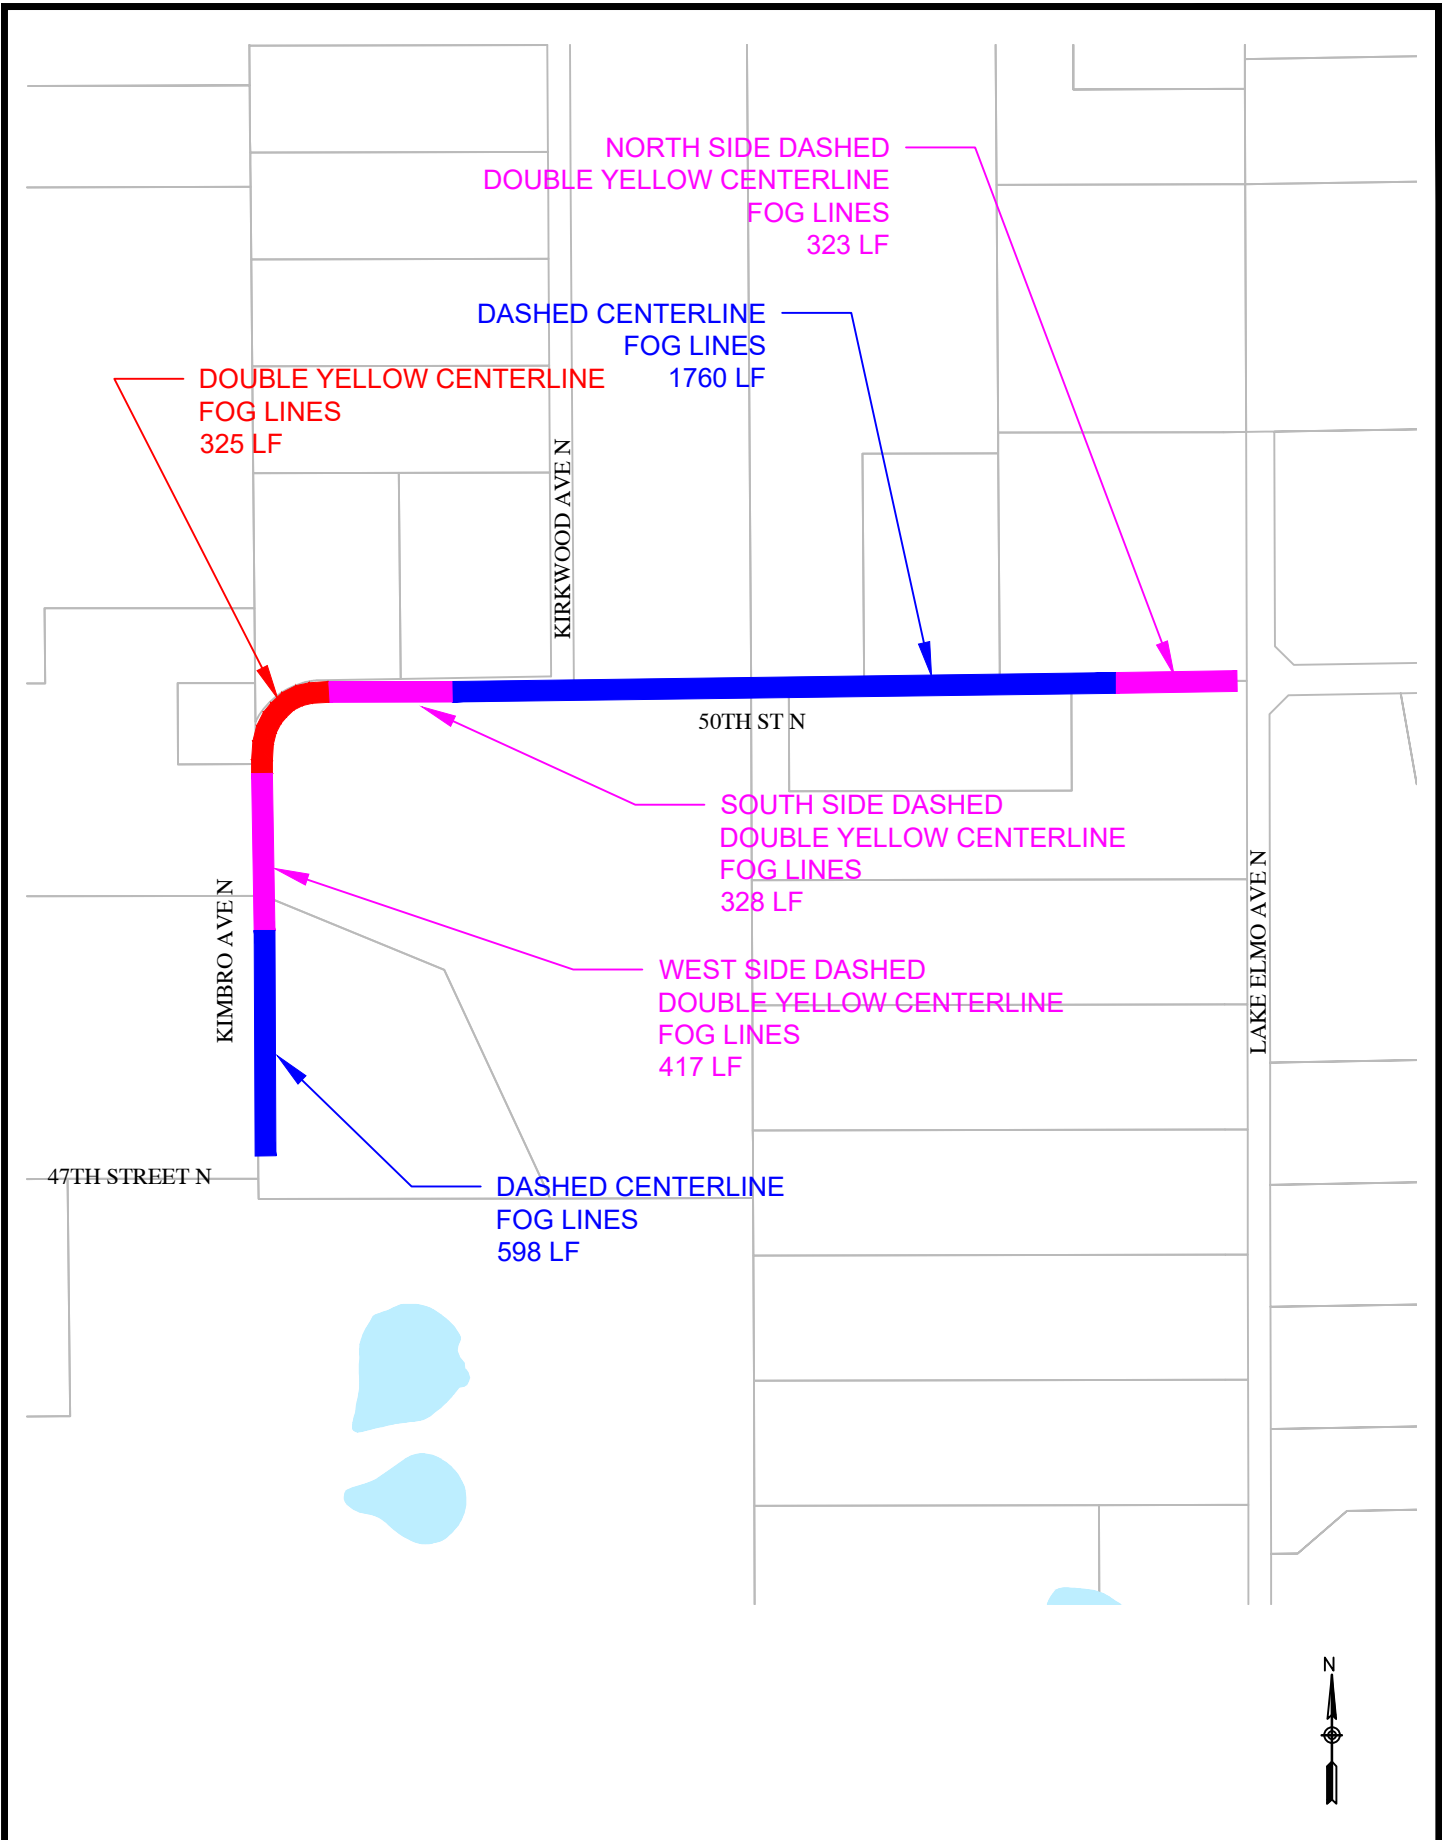 NORTH SIDE DASHED
DOUBLE YELLOW CENTERLINE
FOG LINES
323 LF
DASHED CENTERLINE
FOG LINES
1760 LF
DOUBLE YELLOW CENTERLINE
FOG LINES
325 LF
KIRKWOOD AVE N
50TH ST N
SOUTH SIDE DASHED
DOUBLE YELLOW CENTERLINE
FOG LINES
328 LF
KIMBRO AVE N
LAKE ELMO AVE N
WEST SIDE DASHED
DOUBLE YELLOW CENTERLINE
FOG LINES
417 LF
47TH STREET N
DASHED CENTERLINE
FOG LINES
598 LF
N